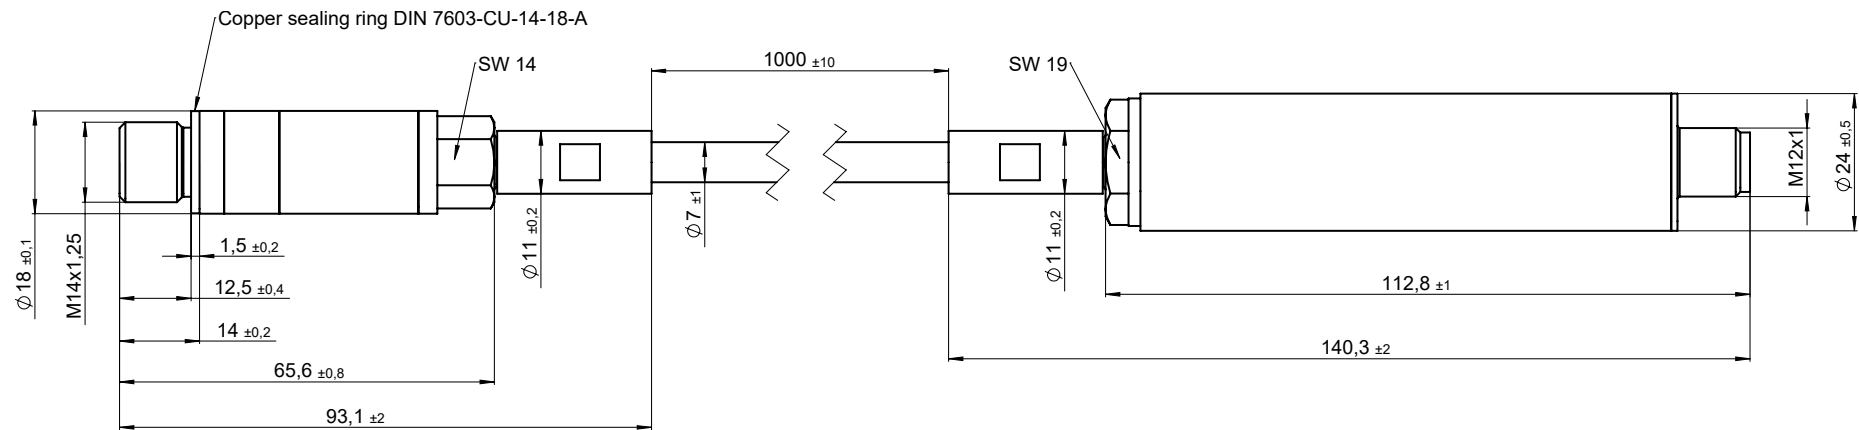 Copper sealing ring DIN 7603-CU-14-18-A
SW 14
1000 ±10
SW 19
Ø18 ±0,1
M14x1,25
1,5 ±0,2
12,5 ±0,4
14 ±0,2
65,6 ±0,8
93,1 ±2
Ø11 ±0,2
Ø7 ±1
Ø11 ±0,2
112,8 ±1
140,3 ±2
M12x1
Ø24 ±0,5